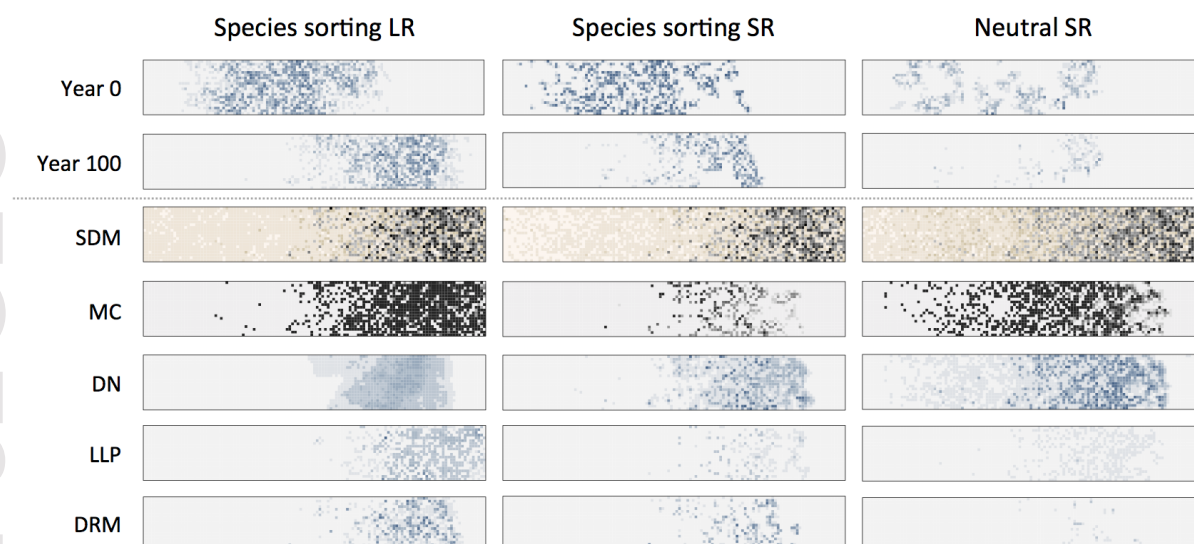 Species sorting LR
Species sorting SR
Neutral SR
Year 0
Year 100
SDM
MC
DN
LLP
DRM